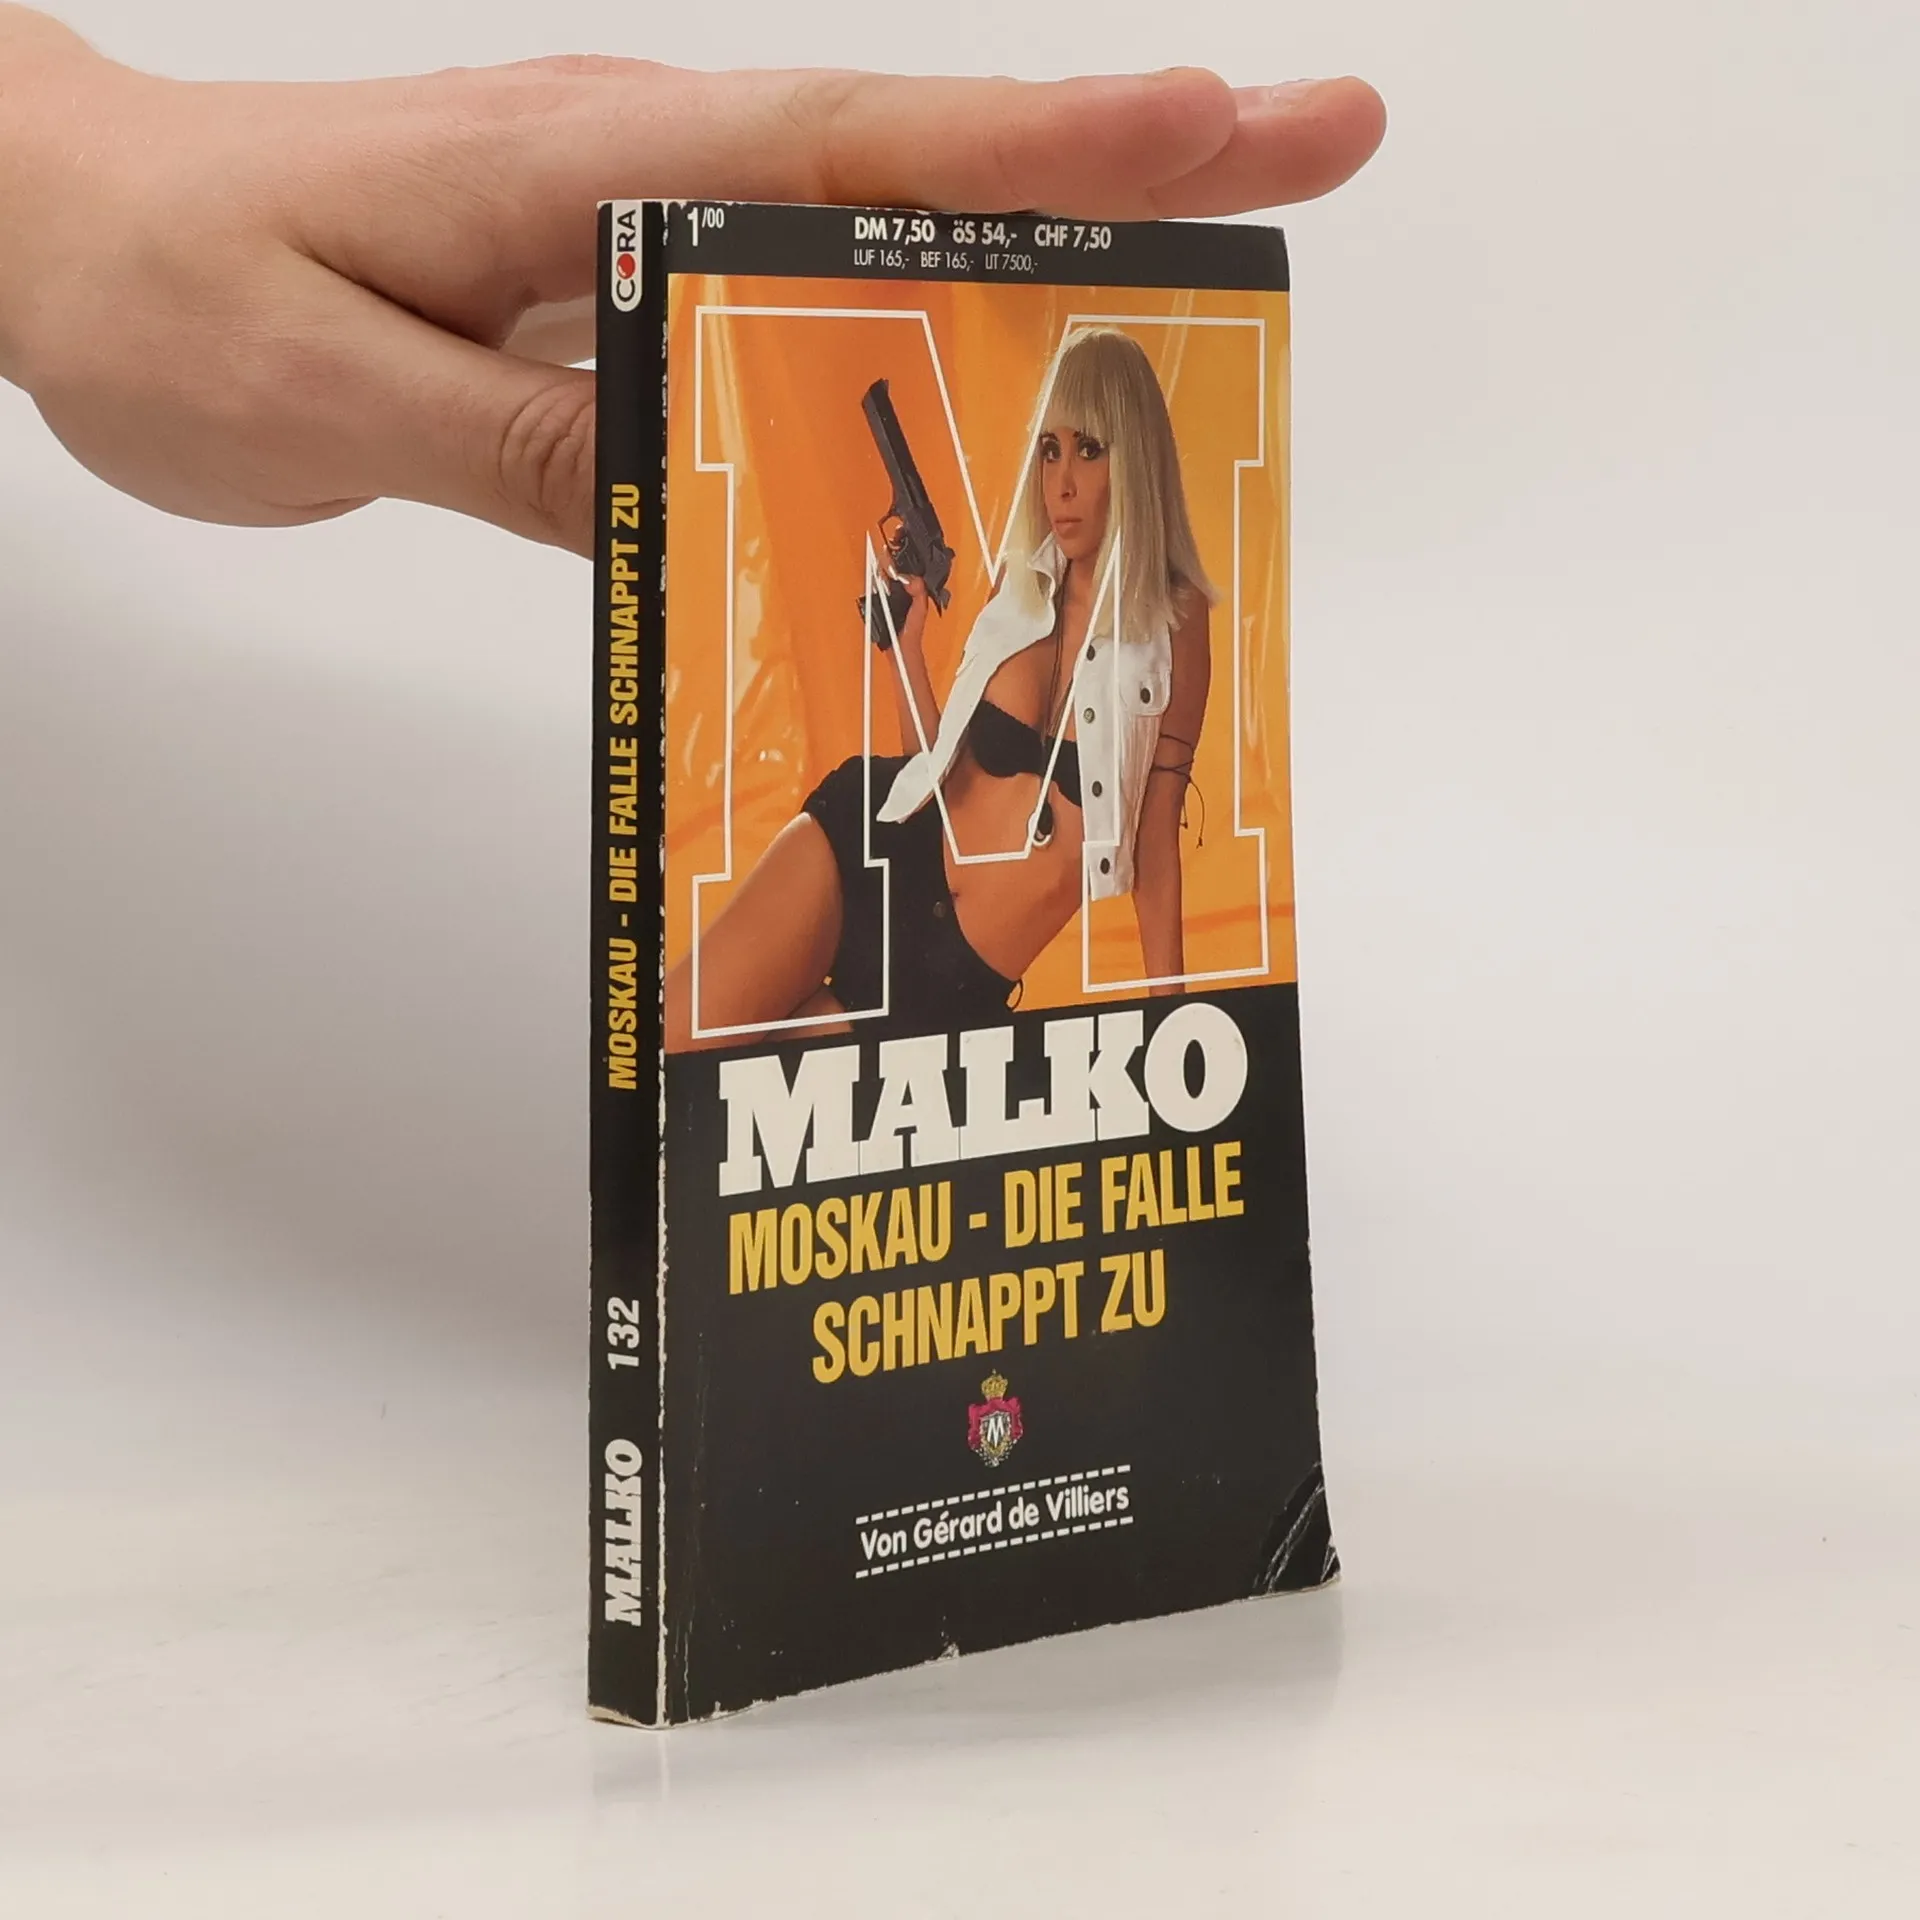 CORA
MOSKAU - DIE FALLE SCHNAPPT ZU
132
MALKO
1/00
DM 7,50 öS 54,- CHF 7,50
LUF 165,- BEF 165,- LIT 7500,-
M
MALKO
MOSKAU - DIE FALLE
SCHNAPPT ZU
M
Von Gérard de Villiers